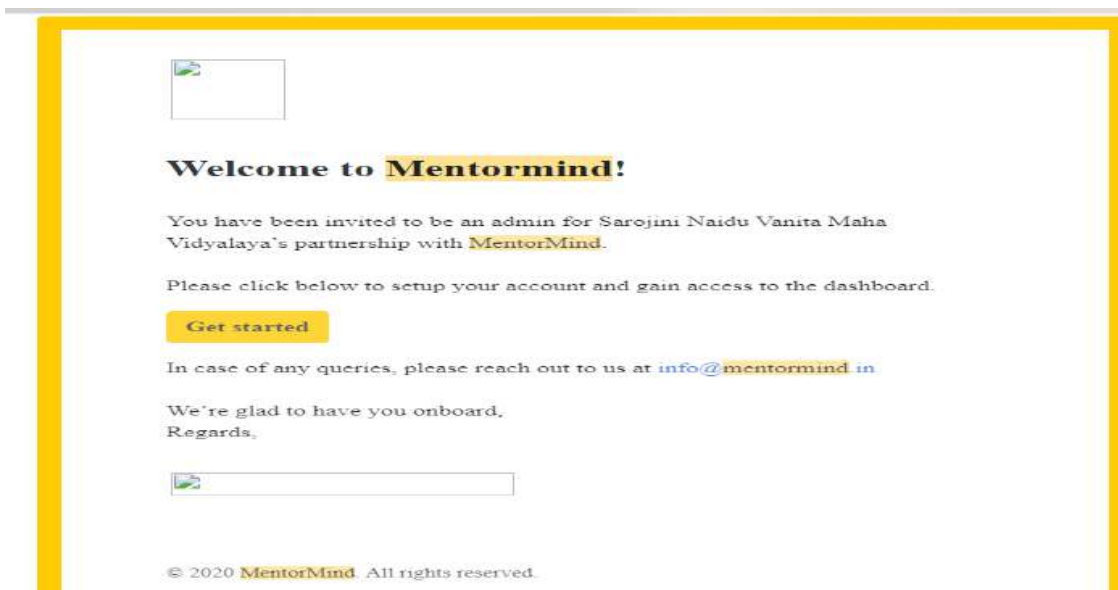 Welcome to Mentormind!
You have been invited to be an admin for Sarojini Naidu Vanita Maha
Vidyalaya's partnership with MentorMind.
Please click below to setup your account and gain access to the dashboard.
Get started
In case of any queries, please reach out to us at info@mentormind.in
We're glad to have you onboard,
Regards,
© 2020 MentorMind. All rights reserved.